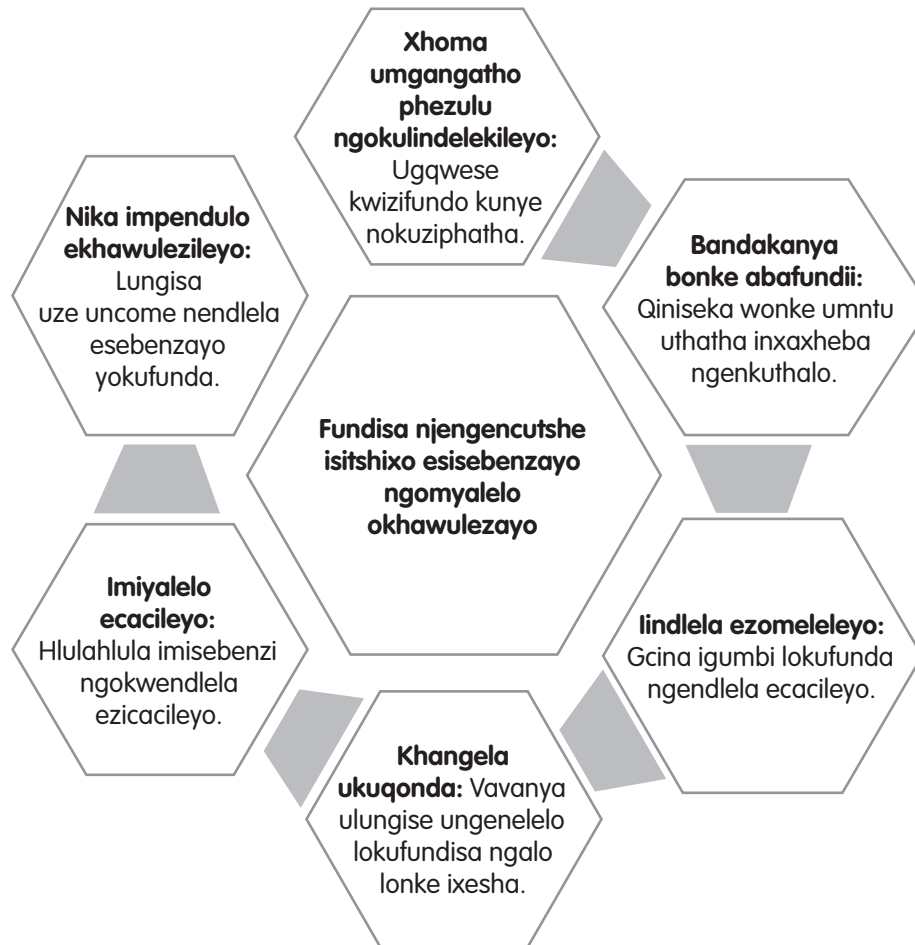 Xhoma
umgangatho
phezulu
ngokulindelekileyo:
Ugqwese
kwizifundo kunye
nokuziphatha.
Bandakanya
bonke abafundii:
Qiniseka wonke umntu
uthatha inxaxheba
ngenkuthalo.
Iindlela ezomeleleyo:
Gcina igumbi lokufunda
ngendlela ecacileyo.
Khangela
ukuqonda: Vavanya
ulungise ungenelelo
lokufundisa ngalo
lonke ixesha.
Imiyalelo
ecacileyo:
Hlulahlula imisebenzi
ngokwendlela
ezicacileyo.
Nika impendulo
ekhawulezileyo:
Lungisa
uze uncome nendlela
esebenzayo
yokufunda.
Fundisa njengencutshe
isitshixo esisebenzayo
ngomyalelo
okhawulezayo